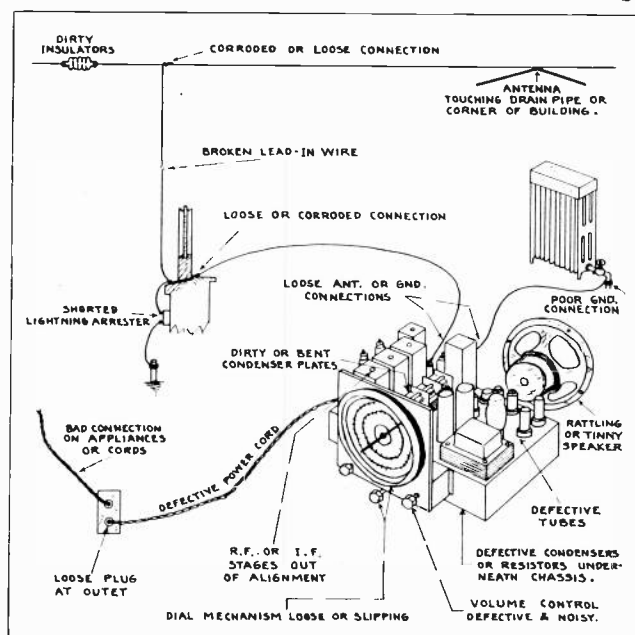 DIRTY
INSULATORS
CORRODED OR LOOSE CONNECTION
ANTENNA
TOUCHING DRAIN PIPE OR
CORNER OF BUILDING.
BROKEN LEAD-IN WIRE
LOOSE OR CORRODED CONNECTION
LOOSE ANT. OR GND.
CONNECTIONS
POOR GND.
CONNECTION
SHORTED
LIGHTNING ARRESTER
DIRTY OR BENT
CONDENSER PLATES
RATTLING
OR TINNY
SPEAKER
BAD CONNECTION
ON APPLIANCES
OR CORDS
DEFECTIVE POWER CORD
DEFECTIVE
TUBES
LOOSE PLUG
AT OUTET
R.F. OR I.F.
STAGES OUT
OF ALIGNMENT
DEFECTIVE CONDENSERS
OR RESISTORS UNDER-
NEATH CHASSIS.
DIAL MECHANISM LOOSE OR SLIPPING
VOLUME CONTROL
DEFECTIVE & NOISY.